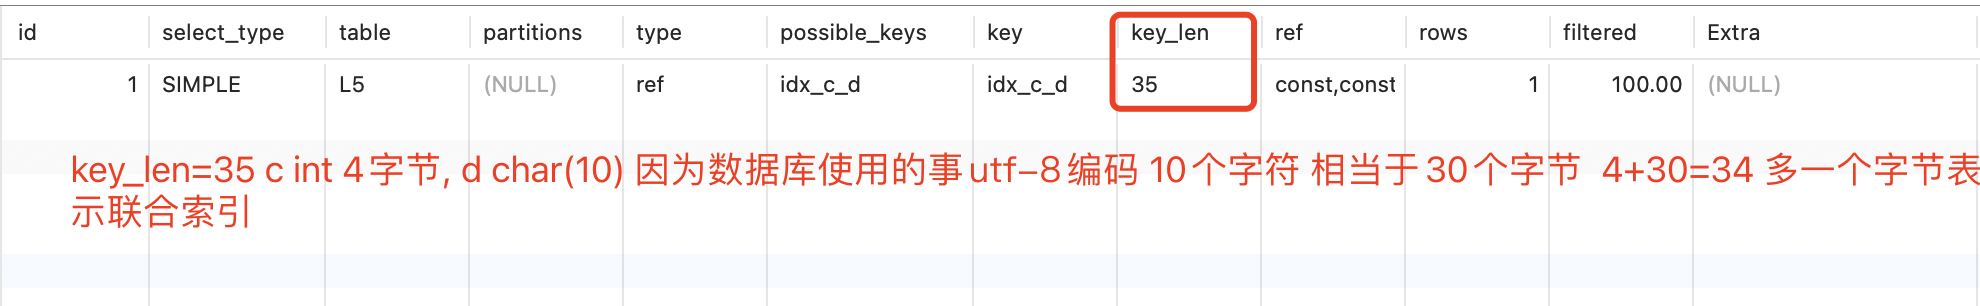 id select_type table partitions type possible_keys key key_len ref rows filtered Extra
1 SIMPLE L5 (NULL) ref idx_c_d idx_c_d 35 const,const 1 100.00 (NULL)
key_len=35 c int 4字节, d char(10) 因为数据库使用的事utf-8编码 10个字符 相当于30个字节 4+30=34 多一个字节表
示联合索引